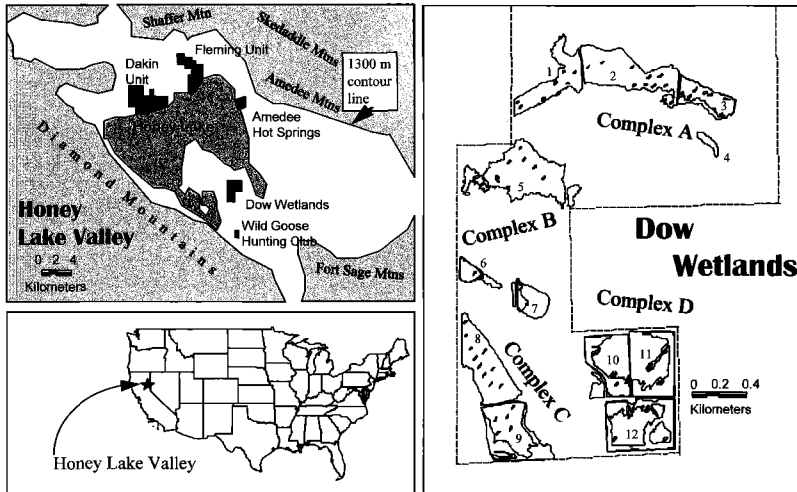 Shaffer Mtn
Skedaddle Mtns
Fleming Unit
Dakin
Unit
Amedee Mtns
1300 m
contour
line
Honey Lake
Amedee
Hot Springs
Diamond Mountains
Dow Wetlands
Wild Goose
Hunting Club
Honey
Lake Valley
0 2 4
Kilometers
Fort Sage Mtns
Honey Lake Valley
1
2
3
Complex A
4
5
Complex B
Dow
Wetlands
6
7
Complex D
8
Complex C
9
10
11
12
0 0.2 0.4
Kilometers